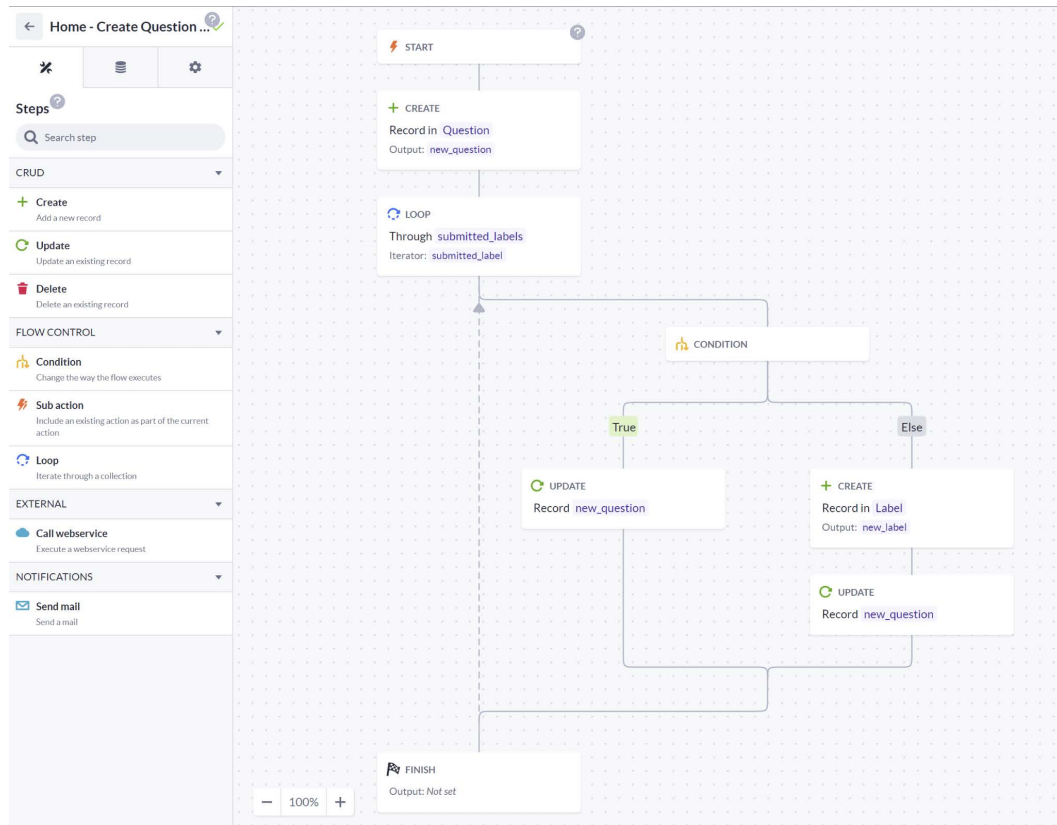 Home - Create Question ...
?
Steps ?
Search step
CRUD
Create
Add a new record
Update
Update an existing record
Delete
Delete an existing record
FLOW CONTROL
Condition
Change the way the flow executes
Sub action
Include an existing action as part of the current
action
Loop
Iterate through a collection
EXTERNAL
Call webservice
Execute a webservice request
NOTIFICATIONS
Send mail
Send a mail
START
?
CREATE
Record in Question
Output: new_question
LOOP
Through submitted_labels
Iterator: submitted_label
CONDITION
True
Else
UPDATE
Record new_question
CREATE
Record in Label
Output: new_label
UPDATE
Record new_question
FINISH
Output: Not set
− 100% +